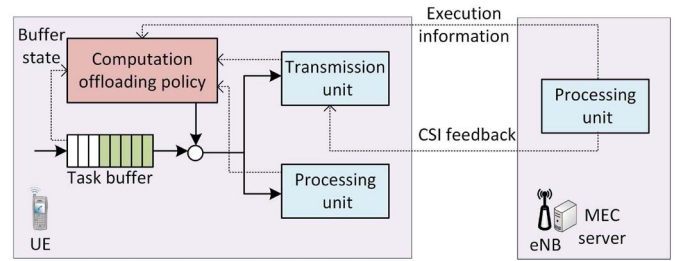 Execution
information
Buffer
state
Computation
offloading policy
Transmission
unit
Processing
unit
CSI feedback
Task buffer
Processing
unit
UE
eNB
MEC
server